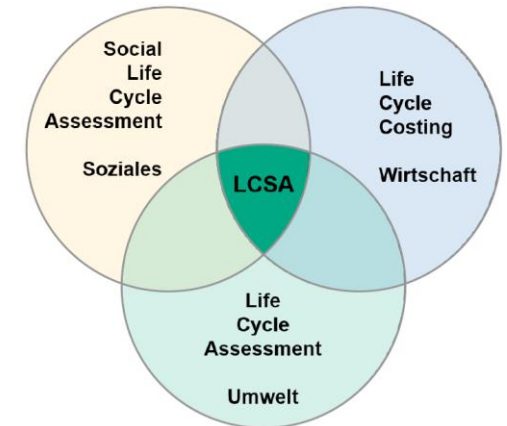 Social
Life
Cycle
Assessment
Soziales
Life
Cycle
Costing
Wirtschaft
LCSA
Life
Cycle
Assessment
Umwelt